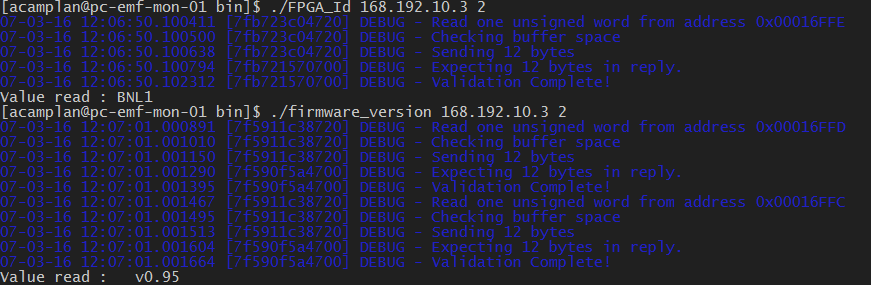 [acamplan@pc-emf-mon-01 bin]$ ./FPGA_Id 168.192.10.3 2
07-03-16 12:06:50.100411 [7fb723c04720] DEBUG - Read one unsigned word from address 0x00016FFE
07-03-16 12:06:50.100500 [7fb723c04720] DEBUG - Checking buffer space
07-03-16 12:06:50.100638 [7fb723c04720] DEBUG - Sending 12 bytes
07-03-16 12:06:50.100794 [7fb721570700] DEBUG - Expecting 12 bytes in reply.
07-03-16 12:06:50.102312 [7fb721570700] DEBUG - Validation Complete!
Value read : BNL1
[acamplan@pc-emf-mon-01 bin]$ ./firmware_version 168.192.10.3 2
07-03-16 12:07:01.000891 [7f5911c38720] DEBUG - Read one unsigned word from address 0x00016FFD
07-03-16 12:07:01.001010 [7f5911c38720] DEBUG - Checking buffer space
07-03-16 12:07:01.001150 [7f5911c38720] DEBUG - Sending 12 bytes
07-03-16 12:07:01.001290 [7f590f5a4700] DEBUG - Expecting 12 bytes in reply.
07-03-16 12:07:01.001395 [7f590f5a4700] DEBUG - Validation Complete!
07-03-16 12:07:01.001467 [7f5911c38720] DEBUG - Read one unsigned word from address 0x00016FFC
07-03-16 12:07:01.001495 [7f5911c38720] DEBUG - Checking buffer space
07-03-16 12:07:01.001513 [7f5911c38720] DEBUG - Sending 12 bytes
07-03-16 12:07:01.001604 [7f590f5a4700] DEBUG - Expecting 12 bytes in reply.
07-03-16 12:07:01.001664 [7f590f5a4700] DEBUG - Validation Complete!
Value read :   v0.95